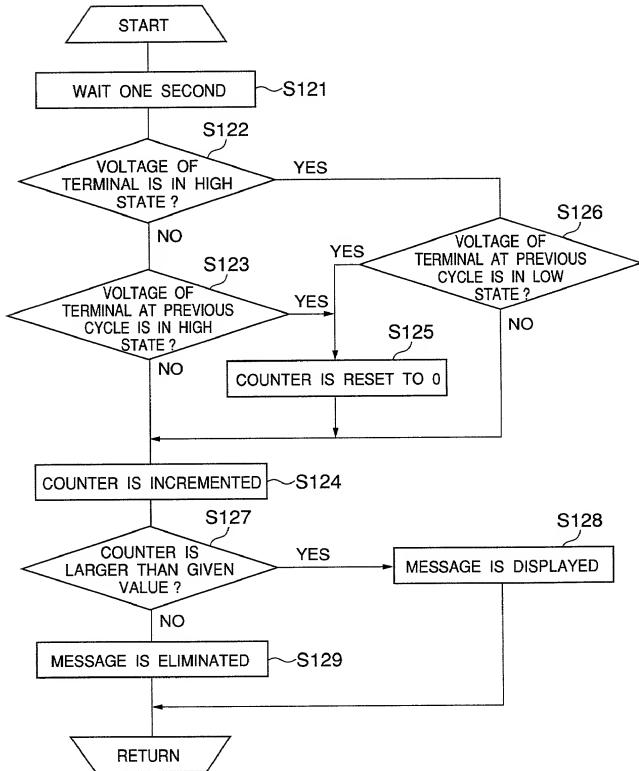 START
WAIT ONE SECOND
S121
S122
VOLTAGE OF
TERMINAL IS IN HIGH
STATE ?
YES
NO
S126
VOLTAGE OF
TERMINAL AT PREVIOUS
CYCLE IS IN LOW
STATE ?
YES
NO
S123
VOLTAGE OF
TERMINAL AT PREVIOUS
CYCLE IS IN HIGH
STATE ?
YES
NO
S125
COUNTER IS RESET TO 0
COUNTER IS INCREMENTED
S124
S127
COUNTER IS
LARGER THAN GIVEN
VALUE ?
YES
NO
S128
MESSAGE IS DISPLAYED
MESSAGE IS ELIMINATED
S129
RETURN